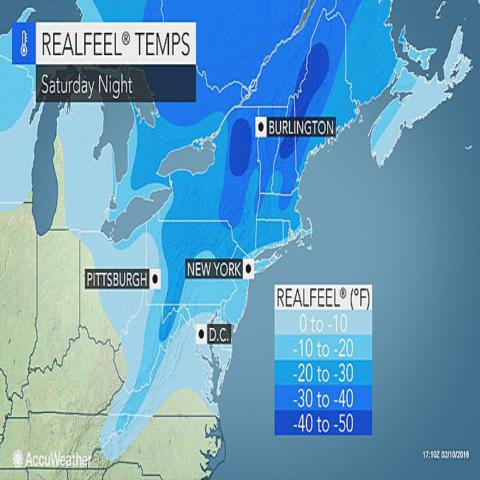 REALFEEL® TEMPS
Saturday Night
BURLINGTON
NEW YORK
PITTSBURGH
D.C.
REALFEEL® (°F)
0 to -10
-10 to -20
-20 to -30
-30 to -40
-40 to -50
AccuWeather
17:10Z 02/10/2016